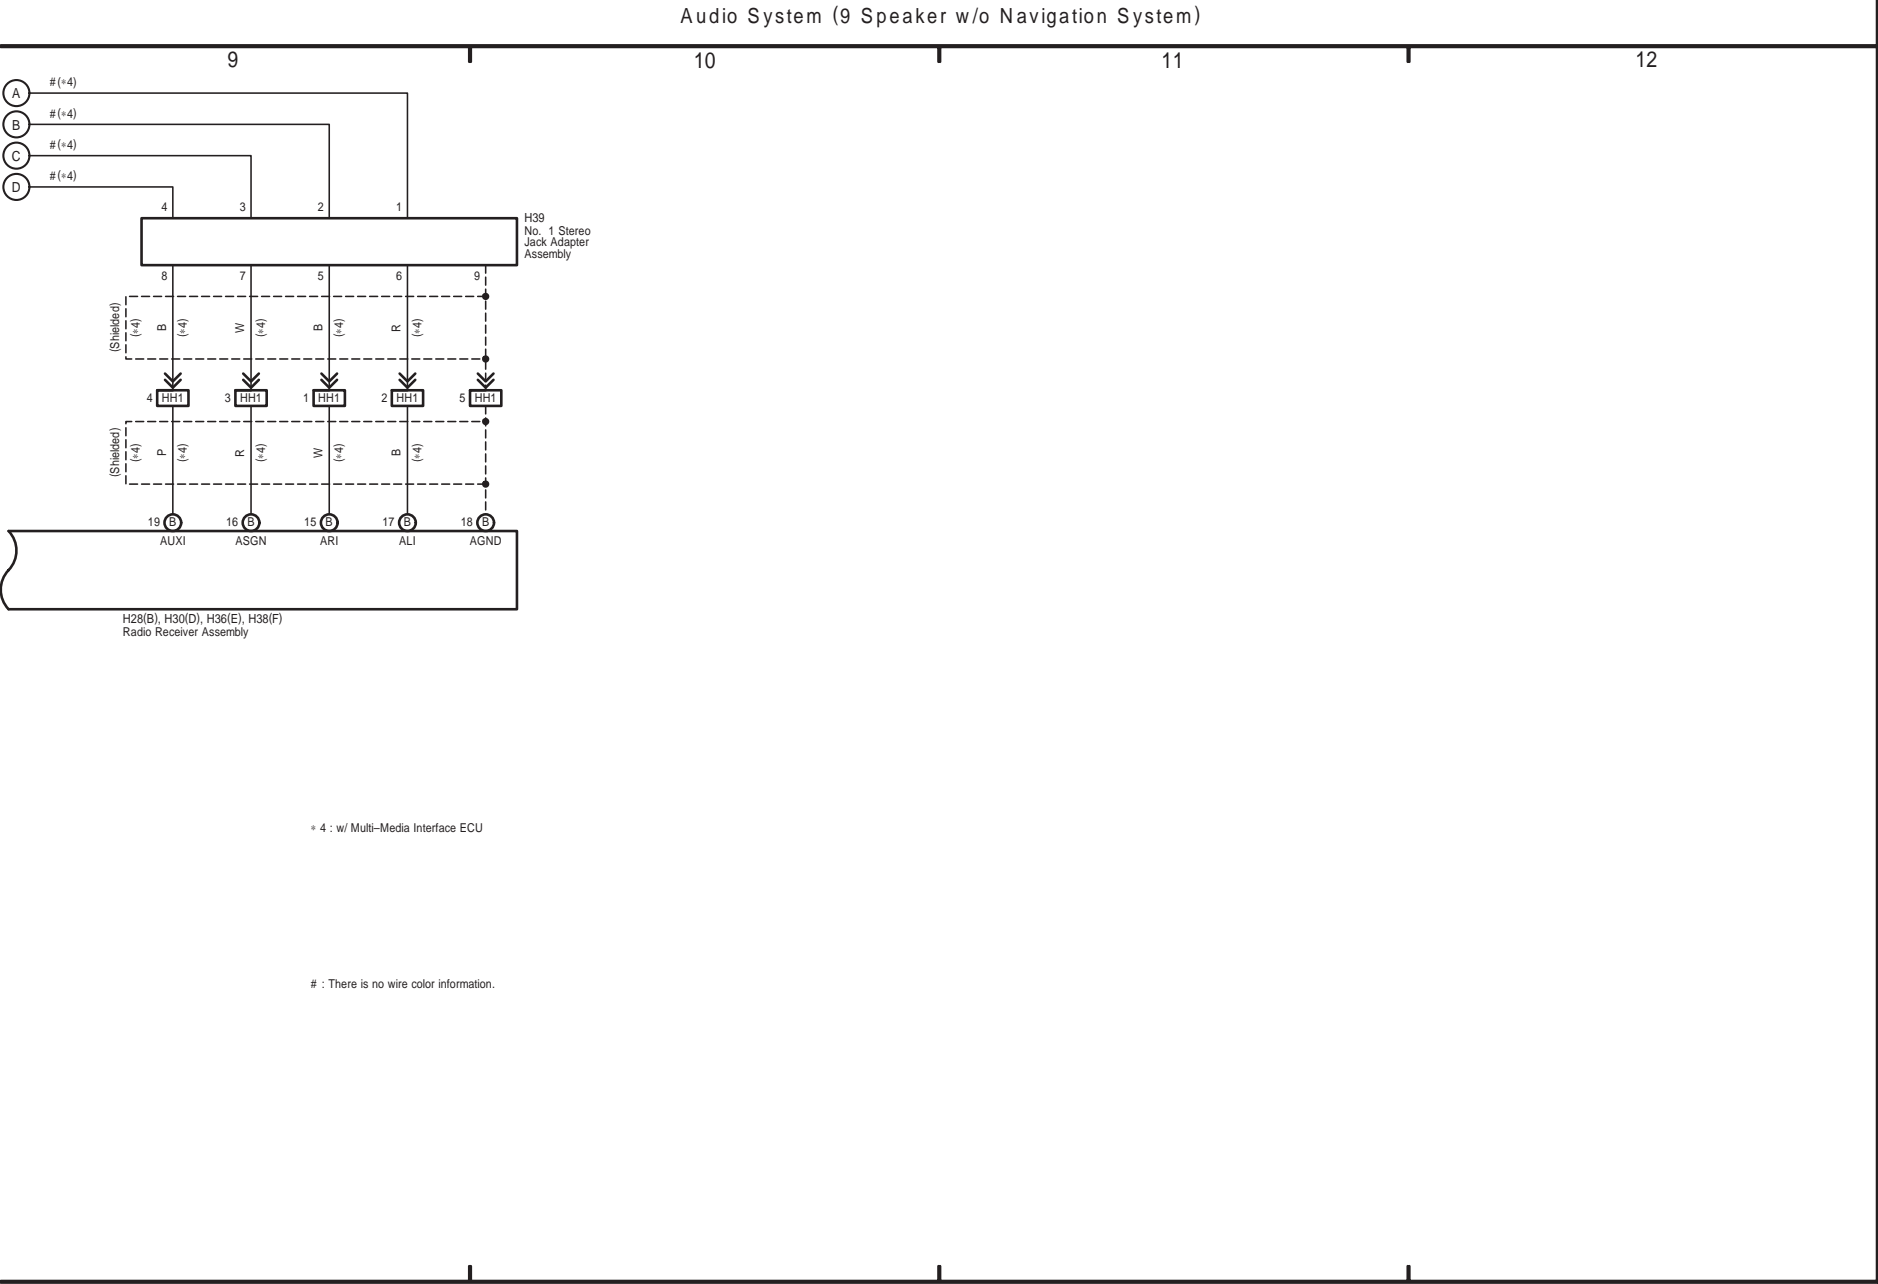 Audio System (9 Speaker w/o Navigation System)
9 10 11 12
A #(∗4)
B #(∗4)
C #(∗4)
D #(∗4)
4 3 2 1
H39
No. 1 Stereo
Jack Adapter
Assembly
8 7 5 6 9
(Shielded) (∗4) B (∗4) W (∗4) B (∗4) R (∗4)
4 HH1 3 HH1 1 HH1 2 HH1 5 HH1
(Shielded) (∗4) P (∗4) R (∗4) W (∗4) B (∗4)
19 B 16 B 15 B 17 B 18 B
AUXI ASGN ARI ALI AGND
H28(B), H30(D), H36(E), H38(F)
Radio Receiver Assembly
∗ 4 : w/ Multi–Media Interface ECU
# : There is no wire color information.